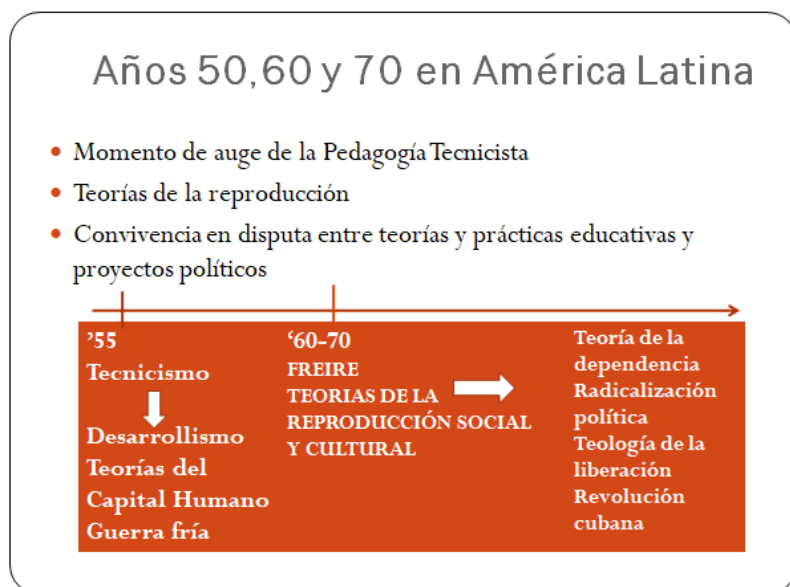 Años 50,60 y 70 en América Latina
• Momento de auge de la Pedagogía Tecnicista
• Teorías de la reproducción
• Convivencia en disputa entre teorías y prácticas educativas y
proyectos políticos
’55
Tecnicismo
Desarrollismo
Teorías del
Capital Humano
Guerra fría
‘60-70
FREIRE
TEORIAS DE LA
REPRODUCCIÓN SOCIAL
Y CULTURAL
Teoría de la
dependencia
Radicalización
política
Teología de la
liberación
Revolución
cubana